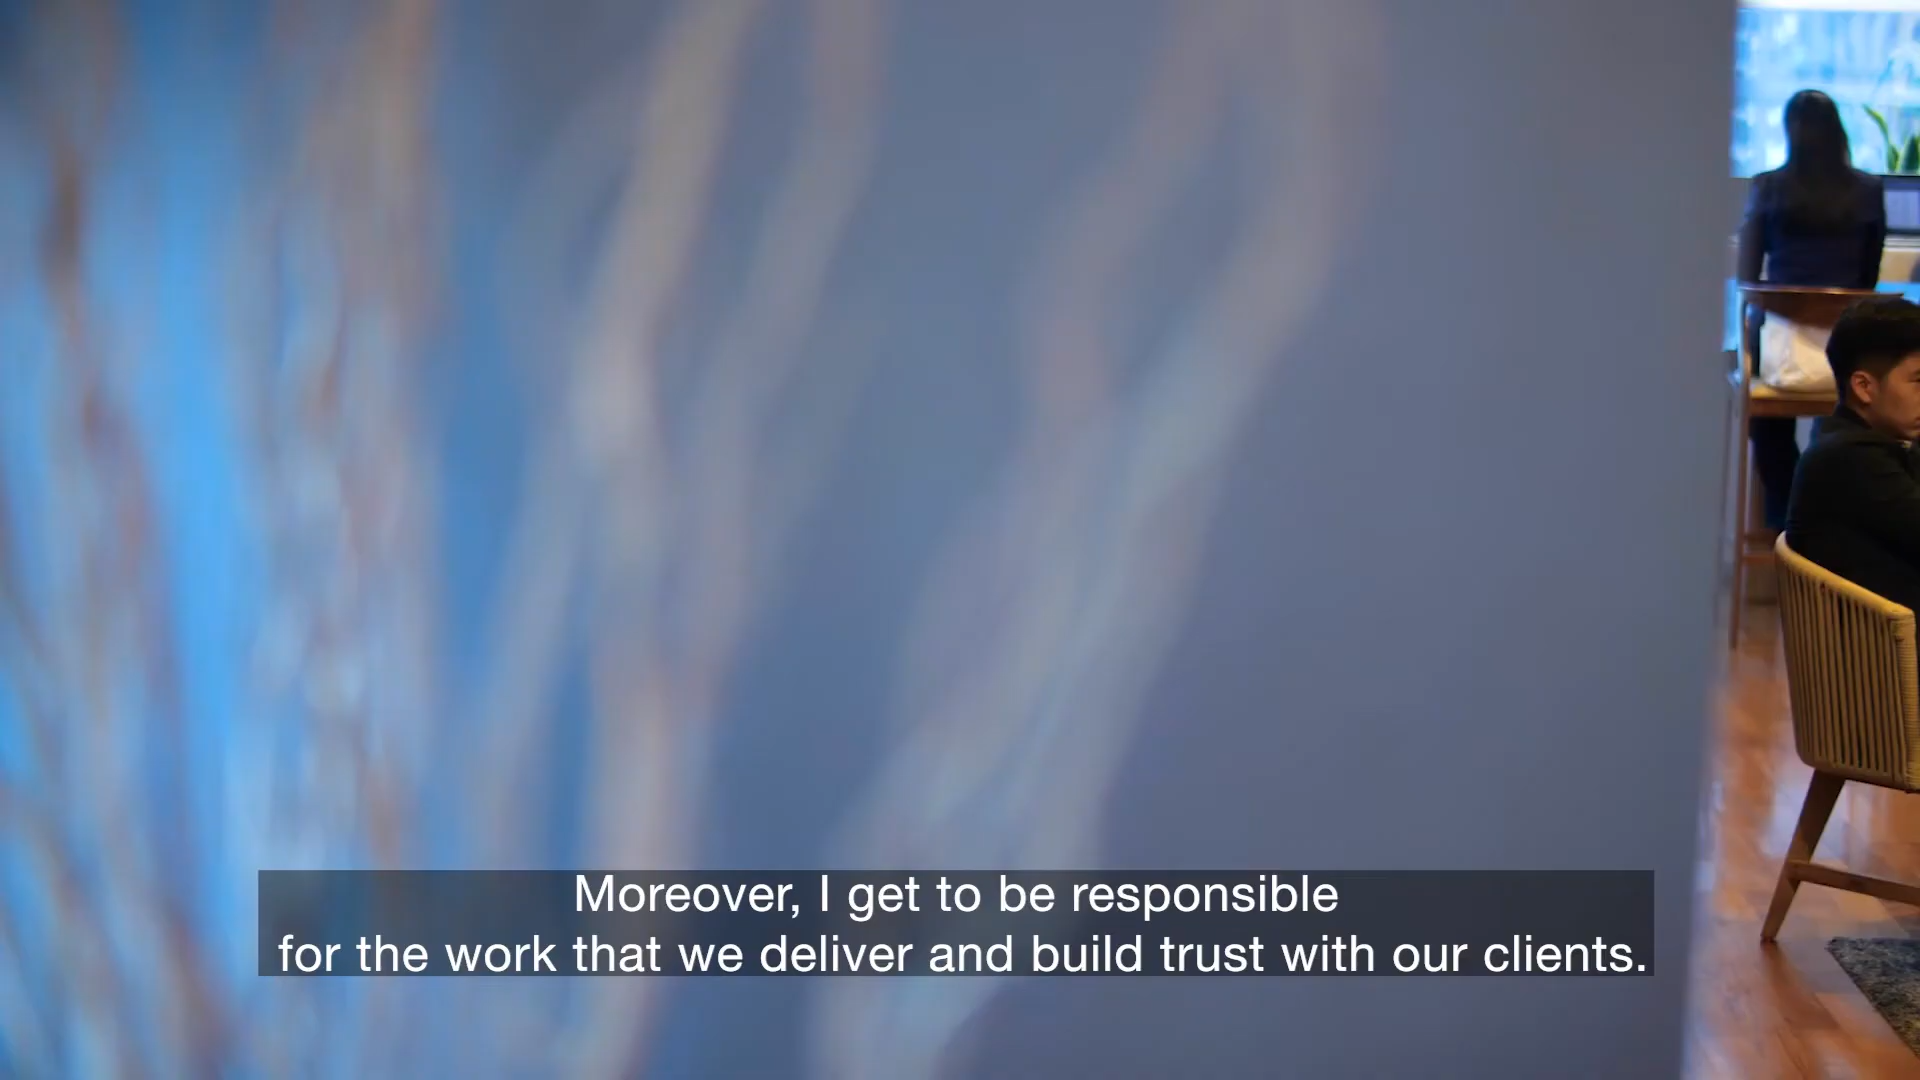 Moreover, I get to be responsible
for the work that we deliver and build trust with our clients.